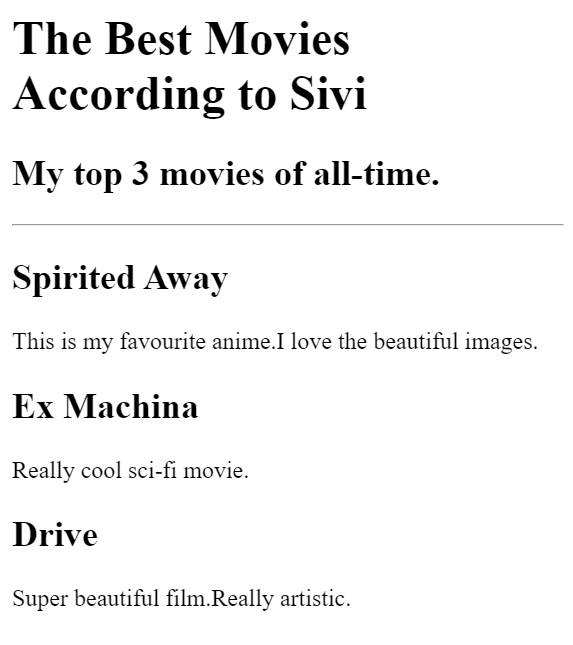 The Best Movies
According to Sivi
My top 3 movies of all-time.
Spirited Away
This is my favourite anime.I love the beautiful images.
Ex Machina
Really cool sci-fi movie.
Drive
Super beautiful film.Really artistic.